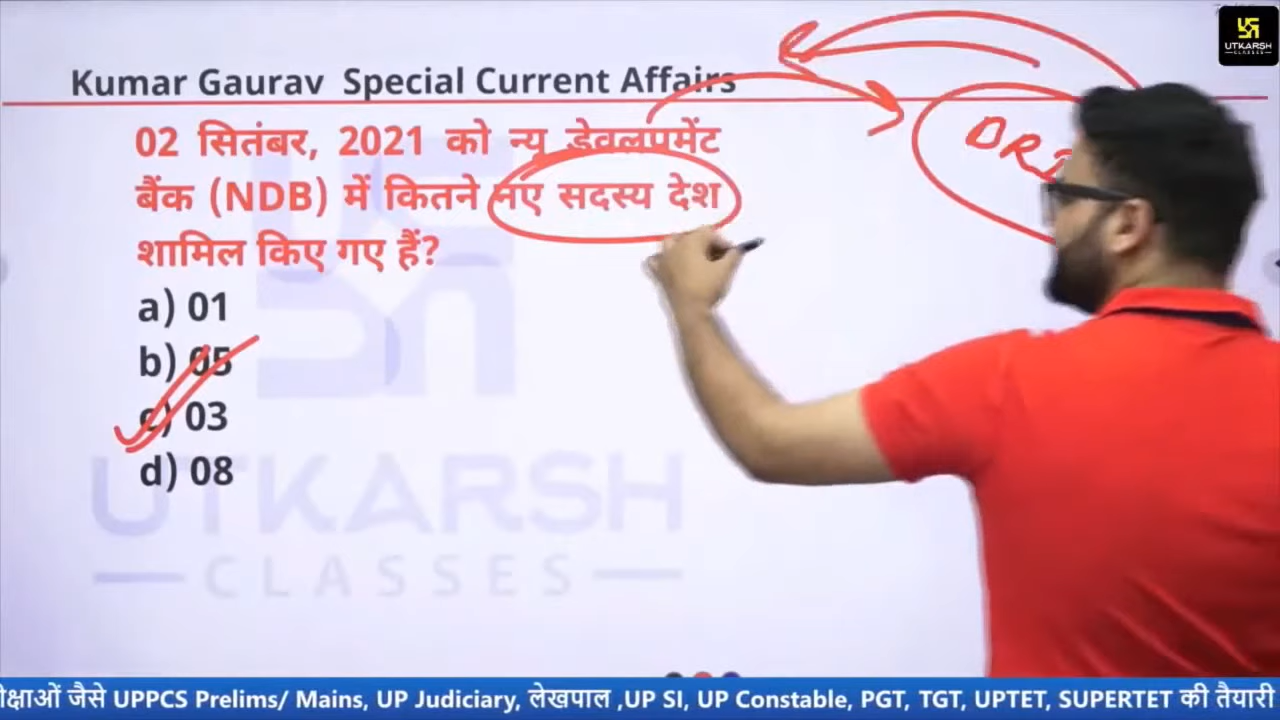 UTKARSH
CLASSES
Kumar Gaurav Special Current Affairs
02 सितंबर, 2021 को न्यू डेवलपमेंट
बैंक (NDB) में कितने नए सदस्य देश
शामिल किए गए हैं?
a) 01
b) 05
c) 03
d) 08
UTKARSH
CLASSES
जैसे UPPCS Prelims/ Mains, UP Judiciary, लेखपाल ,UP SI, UP Constable, PGT, TGT, UPTET, SUPERTET की तैयारी